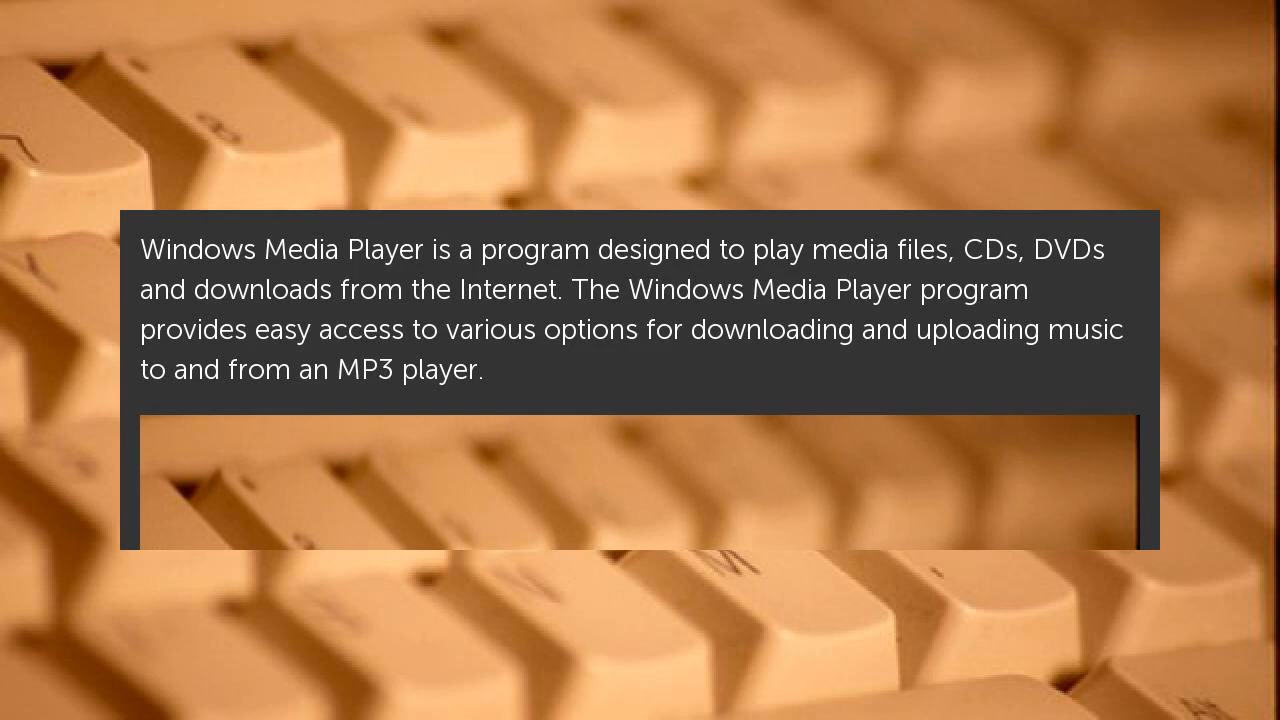 Windows Media Player is a program designed to play media files, CDs, DVDs
and downloads from the Internet. The Windows Media Player program
provides easy access to various options for downloading and uploading music
to and from an MP3 player.
8
M